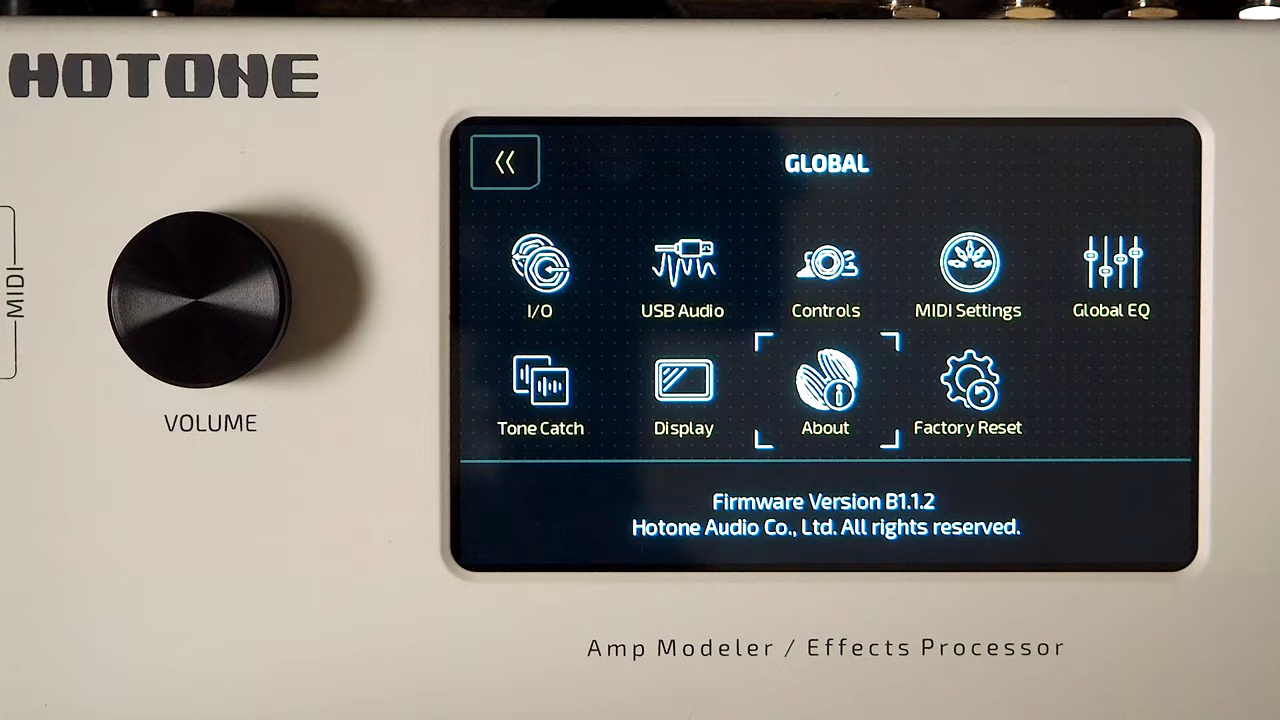 HOTONE
MIDI
VOLUME
GLOBAL
I/O
USB Audio
Controls
MIDI Settings
Global EQ
Tone Catch
Display
About
Factory Reset
Firmware Version B1.1.2
Hotone Audio Co., Ltd. All rights reserved.
Amp Modeler / Effects Processor